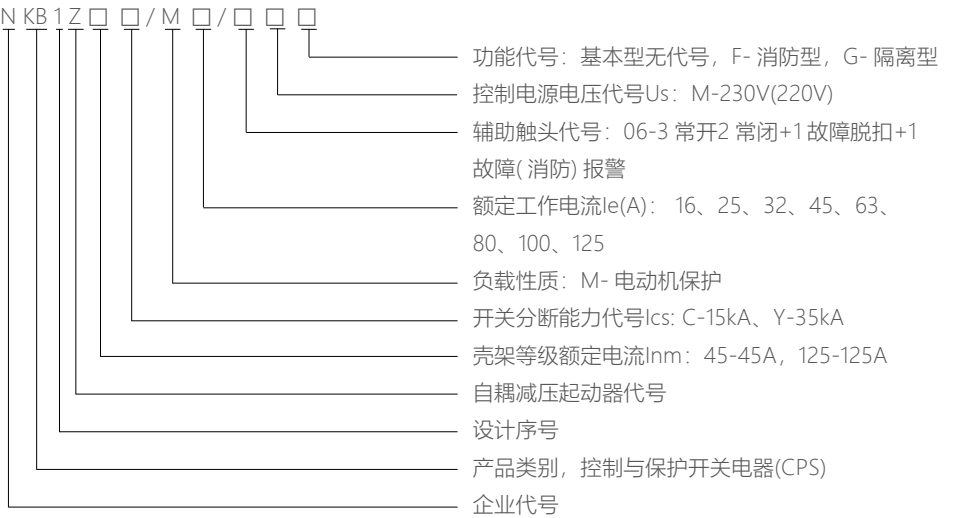 N KB 1 Z □ □ / M □ / □ □ □
功能代号：基本型无代号，F- 消防型，G- 隔离型
控制电源电压代号Us：M-230V(220V)
辅助触头代号：06-3 常开2 常闭+1 故障脱扣+1
故障( 消防) 报警
额定工作电流Ie(A)： 16、25、32、45、63、
80、100、125
负载性质：M- 电动机保护
开关分断能力代号Ics: C-15kA、Y-35kA
壳架等级额定电流Inm：45-45A，125-125A
自耦减压起动器代号
设计序号
产品类别，控制与保护开关电器(CPS)
企业代号